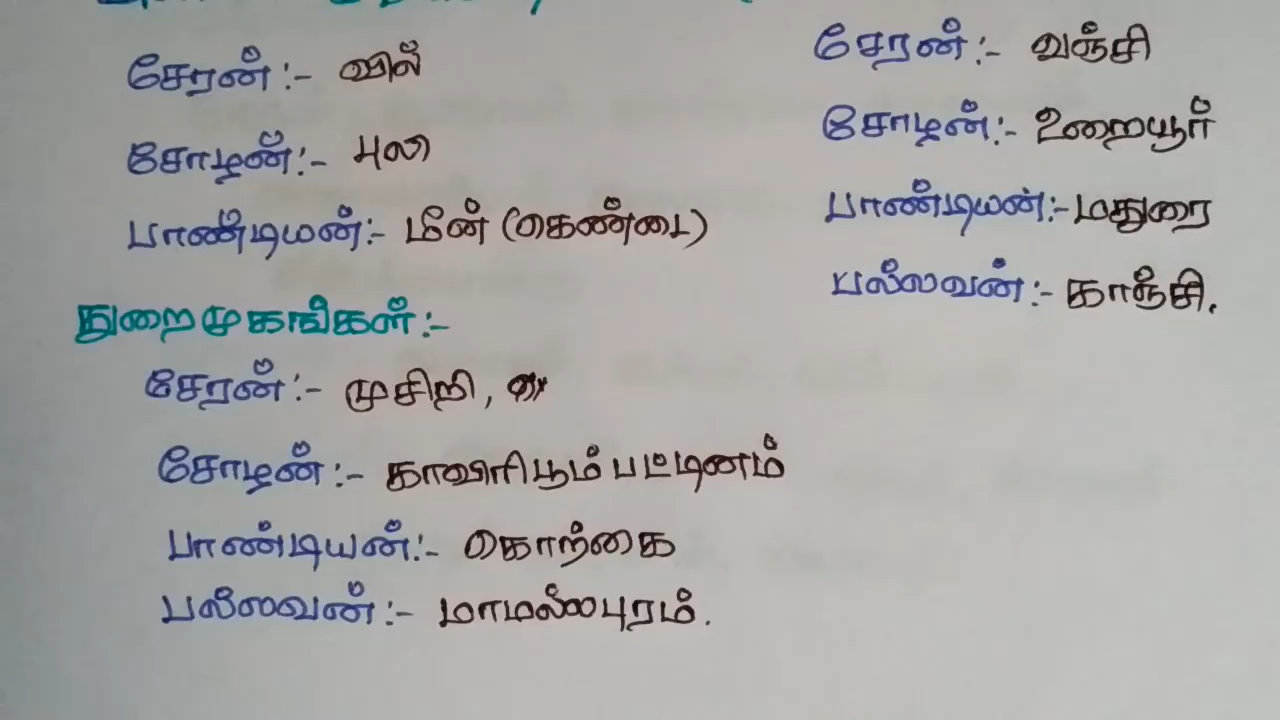 சேரன் :- வில்
சோழன் :- புலி
பாண்டியன் :- மீன் (கெண்டை)
சேரன் :- வஞ்சி
சோழன் :- உறையூர்
பாண்டியன் :- மதுரை
பல்லவன் :- காஞ்சி.
துறைமுகங்கள் :-
சேரன் :- முசிறி,
சோழன் :- காவிரிபூம்பட்டினம்
பாண்டியன் :- கொற்கை
பல்லவன் :- மாமல்லபுரம்.